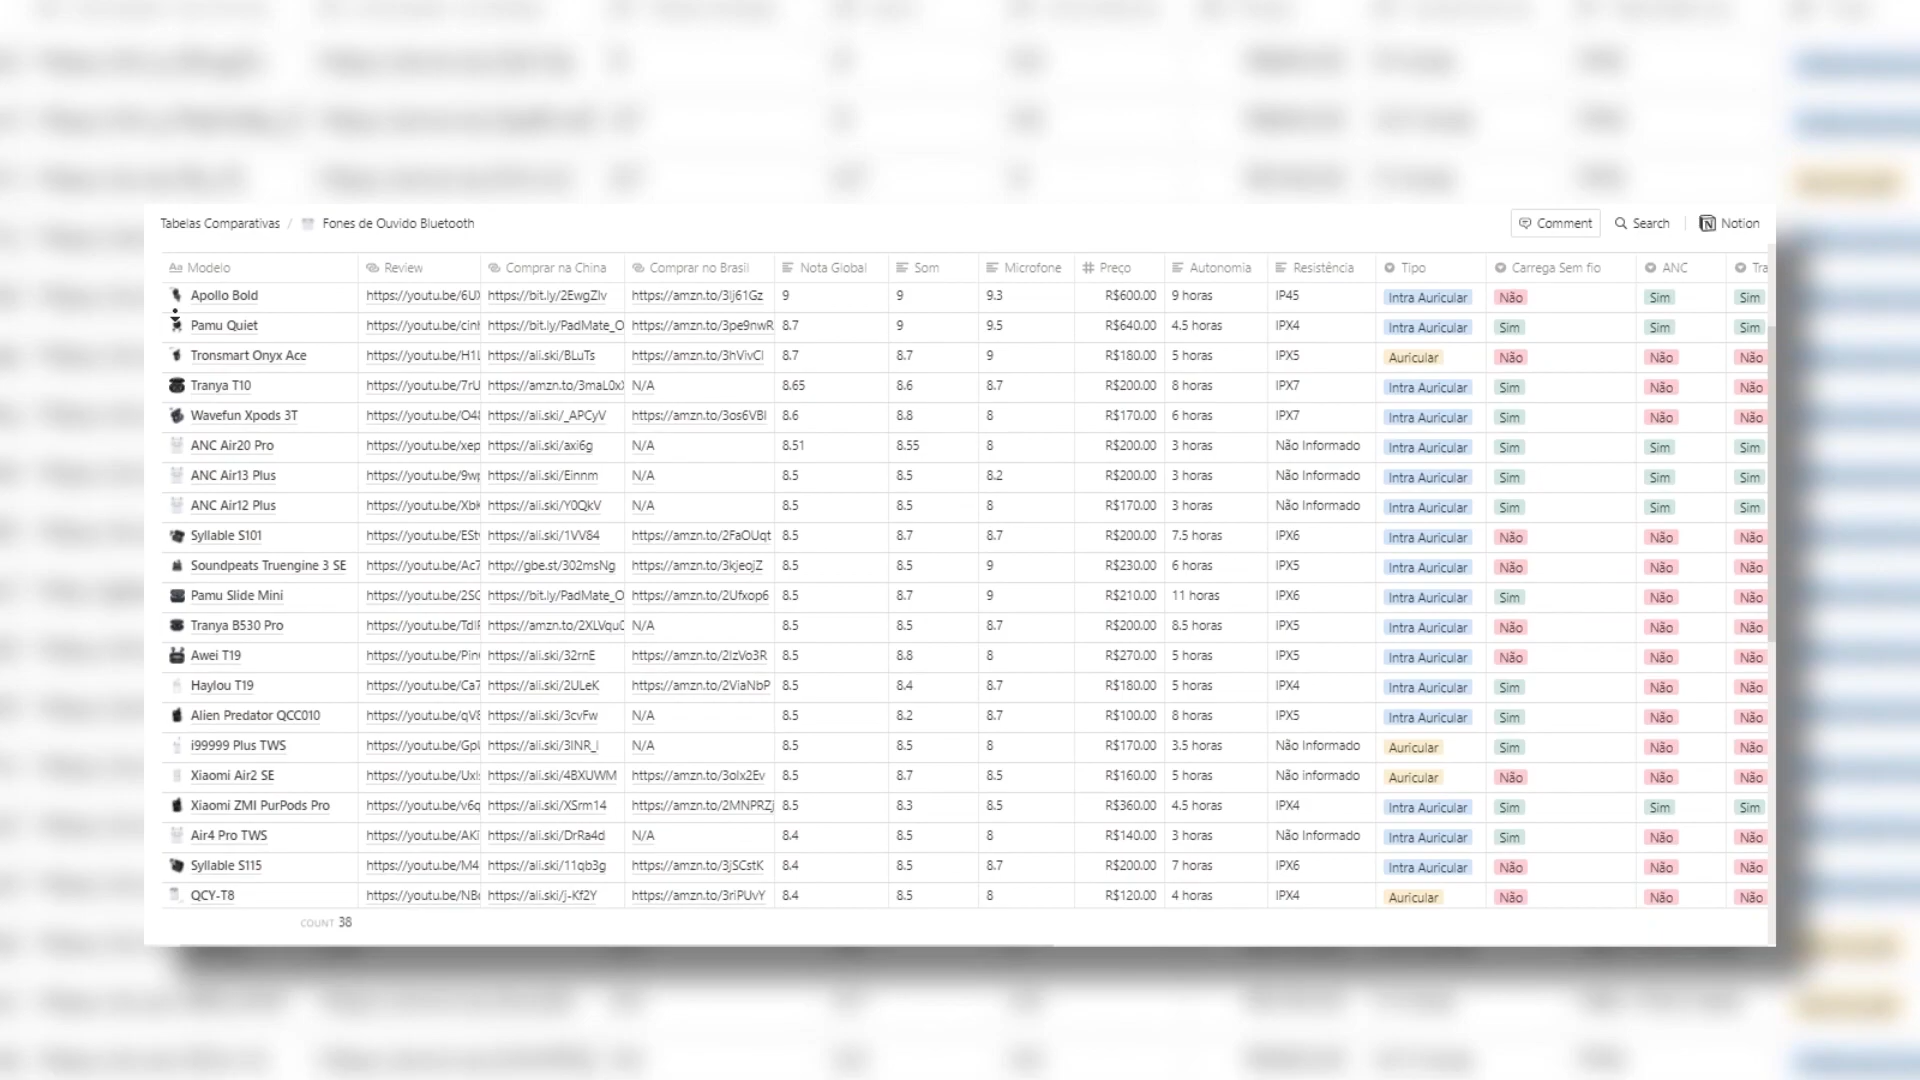 Tabelas Comparativas / Fones de Ouvido Bluetooth Comment Search Notion
Aa Modelo Review Comprar na China Comprar no Brasil Nota Global Som Microfone # Preço Autonomia Resistência Tipo Carrega Sem fio ANC Tra
Apollo Bold https://youtu.be/6U https://bit.ly/2EwgZlv https://amzn.to/3lj61Gz 9 9 9.3 R$600.00 9 horas IP45 Intra Auricular Não Sim Sim
Pamu Quiet https://youtu.be/cin https://bit.ly/PadMate_O https://amzn.to/3pe9nwR 8.7 9 9.5 R$640.00 4.5 horas IPX4 Intra Auricular Sim Sim Sim
Tronsmart Onyx Ace https://youtu.be/H1 https://ali.ski/BLuTs https://amzn.to/3hVivCl 8.7 8.7 9 R$180.00 5 horas IPX5 Auricular Não Não Não
Tranya T10 https://youtu.be/7rU https://amzn.to/3maL0x N/A 8.65 8.6 8.7 R$200.00 8 horas IPX7 Intra Auricular Sim Não Não
Wavefun Xpods 3T https://youtu.be/O4 https://ali.ski/_APCyV https://amzn.to/3os6VBl 8.6 8.8 8 R$170.00 6 horas IPX7 Intra Auricular Sim Não Não
ANC Air20 Pro https://youtu.be/xep https://ali.ski/axi6g N/A 8.51 8.55 8 R$200.00 3 horas Não Informado Intra Auricular Sim Sim Sim
ANC Air13 Plus https://youtu.be/9w https://ali.ski/Einnm N/A 8.5 8.5 8.2 R$200.00 3 horas Não Informado Intra Auricular Sim Sim Sim
ANC Air12 Plus https://youtu.be/Xb https://ali.ski/Y0QkV N/A 8.5 8.5 8 R$170.00 3 horas Não Informado Intra Auricular Sim Sim Sim
Syllable S101 https://youtu.be/ESt https://ali.ski/1VV84 https://amzn.to/2FaOUqt 8.5 8.7 8.7 R$200.00 7.5 horas IPX6 Intra Auricular Não Não Não
Soundpeats Truengine 3 SE https://youtu.be/Ac7 http://gbe.st/302msNg https://amzn.to/3kjeojZ 8.5 8.5 9 R$230.00 6 horas IPX5 Intra Auricular Não Não Não
Pamu Slide Mini https://youtu.be/2S https://bit.ly/PadMate_O https://amzn.to/2Ufxop6 8.5 8.7 9 R$210.00 11 horas IPX6 Intra Auricular Sim Não Não
Tranya B530 Pro https://youtu.be/Tdl https://amzn.to/2XLVqu N/A 8.5 8.5 8.7 R$200.00 8.5 horas IPX5 Intra Auricular Não Não Não
Awei T19 https://youtu.be/Pin https://ali.ski/32rnE https://amzn.to/2IzVo3R 8.5 8.8 8 R$270.00 5 horas IPX5 Intra Auricular Não Não Não
Haylou T19 https://youtu.be/Ca7 https://ali.ski/2ULeK https://amzn.to/2ViaNbP 8.5 8.4 8.7 R$180.00 5 horas IPX4 Intra Auricular Sim Não Não
Alien Predator QCC010 https://youtu.be/qV https://ali.ski/3cvFw N/A 8.5 8.2 8.7 R$100.00 8 horas IPX5 Intra Auricular Sim Não Não
i99999 Plus TWS https://youtu.be/Gp https://ali.ski/3INR_I N/A 8.5 8.5 8 R$170.00 3.5 horas Não Informado Auricular Sim Não Não
Xiaomi Air2 SE https://youtu.be/Uxl https://ali.ski/4BXUWM https://amzn.to/3olx2Ev 8.5 8.7 8.5 R$160.00 5 horas Não informado Auricular Não Não Não
Xiaomi ZMI PurPods Pro https://youtu.be/v6q https://ali.ski/XSrm14 https://amzn.to/2MNPRZ 8.5 8.3 8.5 R$360.00 4.5 horas IPX4 Intra Auricular Sim Sim Sim
Air4 Pro TWS https://youtu.be/AK https://ali.ski/DrRa4d N/A 8.4 8.5 8 R$140.00 3 horas Não Informado Intra Auricular Sim Não Não
Syllable S115 https://youtu.be/M4 https://ali.ski/11qb3g https://amzn.to/3jSCstK 8.4 8.5 8.7 R$200.00 7 horas IPX6 Intra Auricular Não Não Não
QCY-T8 https://youtu.be/NB https://ali.ski/j-Kf2Y https://amzn.to/3riPUvY 8.4 8.5 8 R$120.00 4 horas IPX4 Auricular Não Não Não
COUNT 38